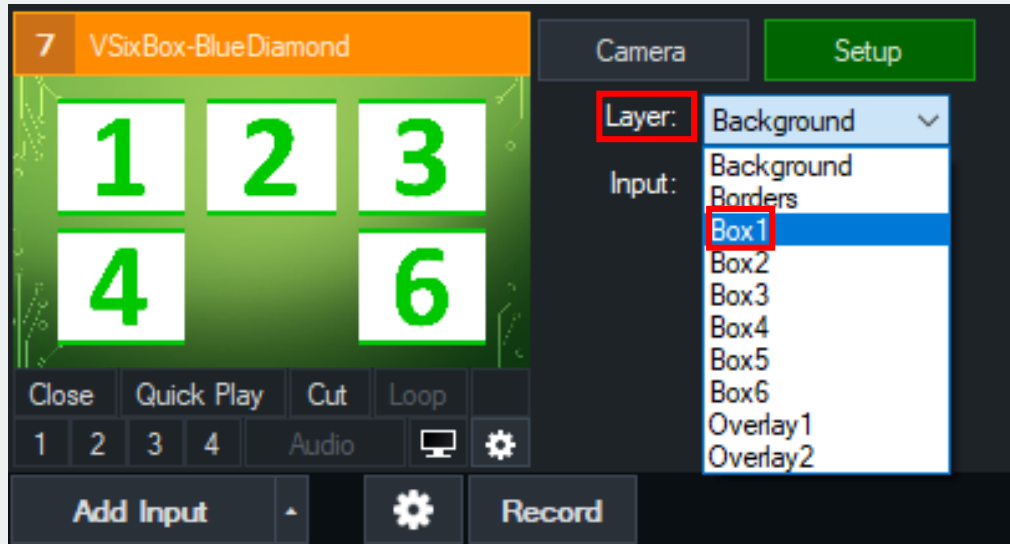 7 VSixBox-BlueDiamond
Camera Setup
1 2 3
4 6
Layer: Background
Input:
Background
Borders
Box1
Box2
Box3
Box4
Box5
Box6
Overlay1
Overlay2
Close Quick Play Cut Loop
1 2 3 4 Audio
Add Input Record